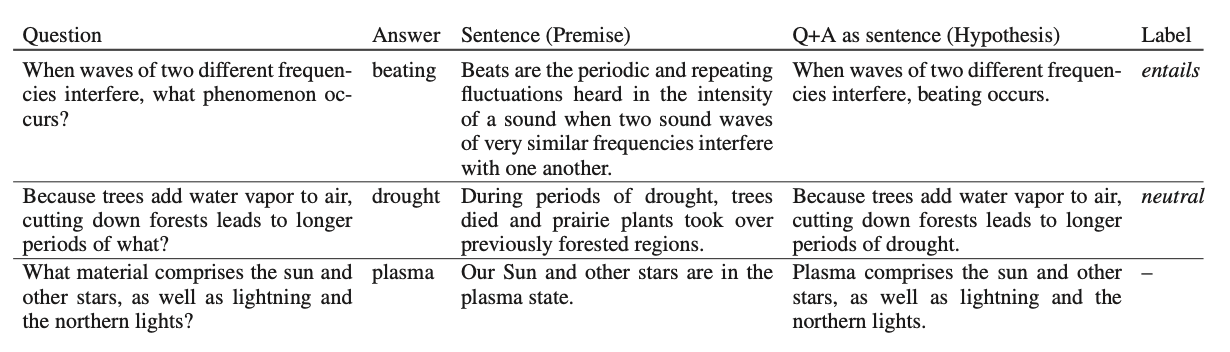 Question Answer Sentence (Premise) Q+A as sentence (Hypothesis) Label
When waves of two different frequen- beating Beats are the periodic and repeating When waves of two different frequen- entails
cies interfere, what phenomenon oc- fluctuations heard in the intensity cies interfere, beating occurs.
curs? of a sound when two sound waves
of very similar frequencies interfere
with one another.
Because trees add water vapor to air, drought During periods of drought, trees Because trees add water vapor to air, neutral
cutting down forests leads to longer died and prairie plants took over cutting down forests leads to longer
periods of what? previously forested regions. periods of drought.
What material comprises the sun and plasma Our Sun and other stars are in the Plasma comprises the sun and other –
other stars, as well as lightning and plasma state. stars, as well as lightning and the
the northern lights? northern lights.